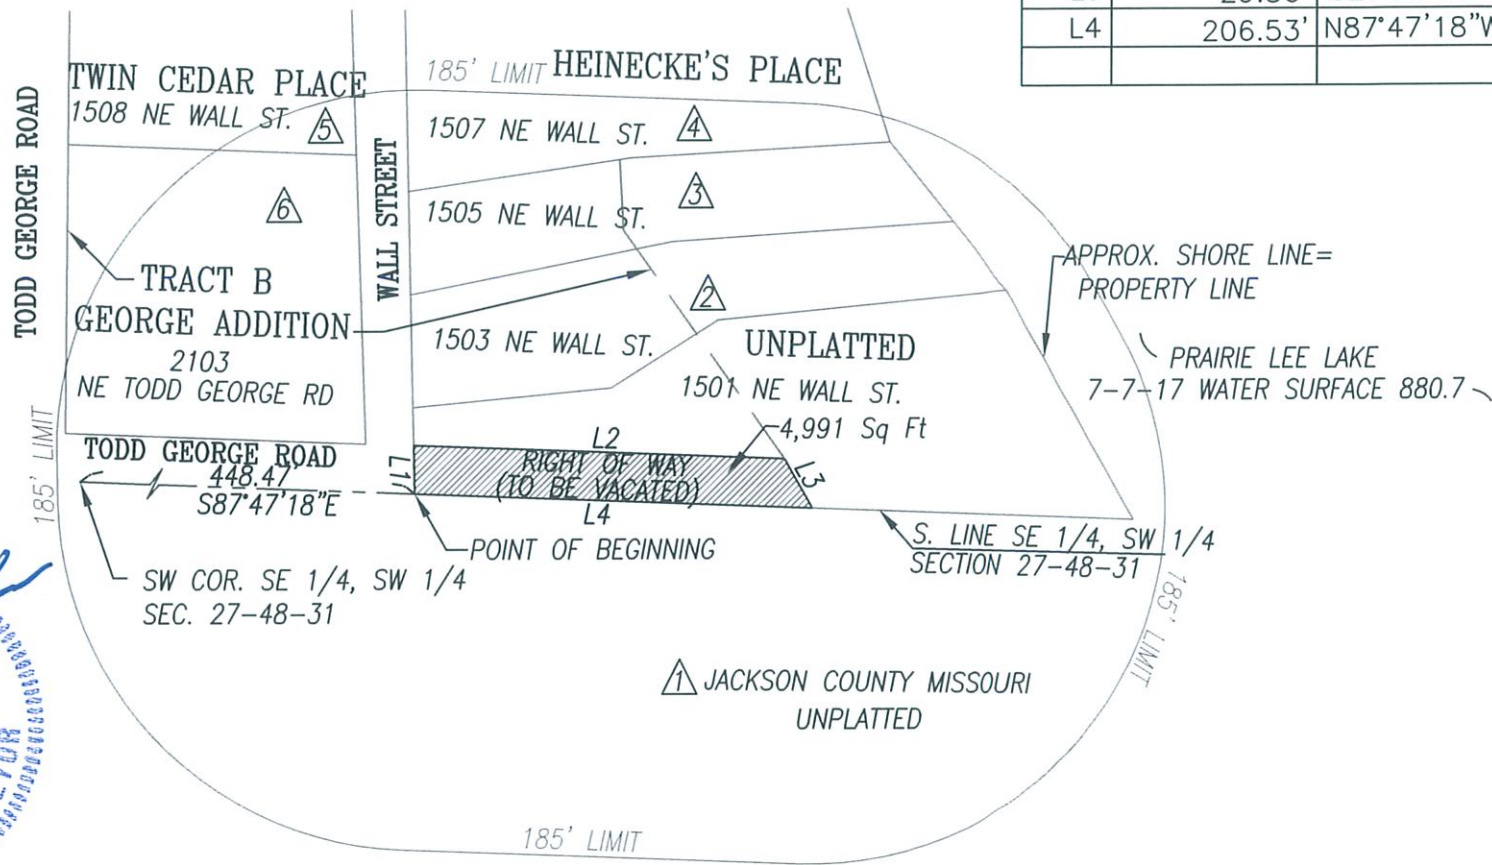 L4 206.53' N87°47'18"W
TWIN CEDAR PLACE
1508 NE WALL ST. 5
185' LIMIT
HEINECKE'S PLACE
1507 NE WALL ST. 4
TODD GEORGE ROAD
WALL STREET
6
3
1505 NE WALL ST.
TRACT B
GEORGE ADDITION
2103
NE TODD GEORGE RD
2
1503 NE WALL ST.
UNPLATTED
1501 NE WALL ST.
4,991 Sq Ft
APPROX. SHORE LINE=
PROPERTY LINE
PRAIRIE LEE LAKE
7-7-17 WATER SURFACE 880.7
185' LIMIT
TODD GEORGE ROAD
448.47'
S87°47'18"E
L1
L2
RIGHT OF WAY
(TO BE VACATED)
L3
L4
POINT OF BEGINNING
S. LINE SE 1/4, SW 1/4
SECTION 27-48-31
SW COR. SE 1/4, SW 1/4
SEC. 27-48-31
185' LIMIT
1 JACKSON COUNTY MISSOURI
UNPLATTED
185' LIMIT